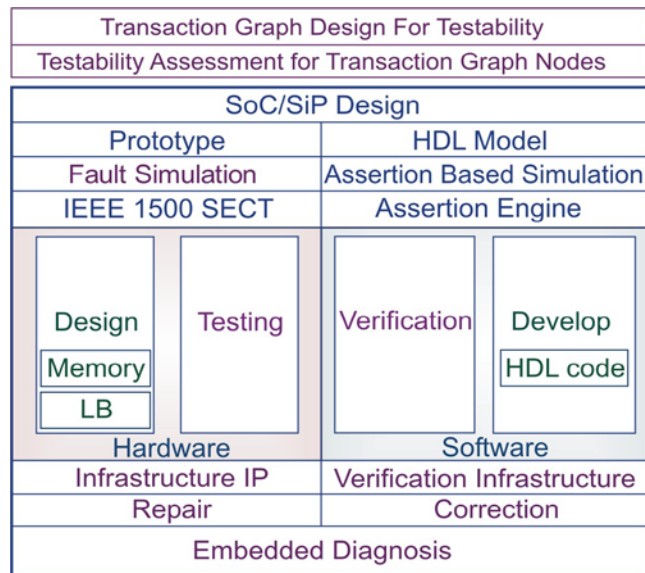 Transaction Graph Design For Testability
Testability Assessment for Transaction Graph Nodes
SoC/SiP Design
Prototype
HDL Model
Fault Simulation
Assertion Based Simulation
IEEE 1500 SECT
Assertion Engine
Design
Testing
Verification
Develop
Memory
HDL code
LB
Hardware
Software
Infrastructure IP
Verification Infrastructure
Repair
Correction
Embedded Diagnosis